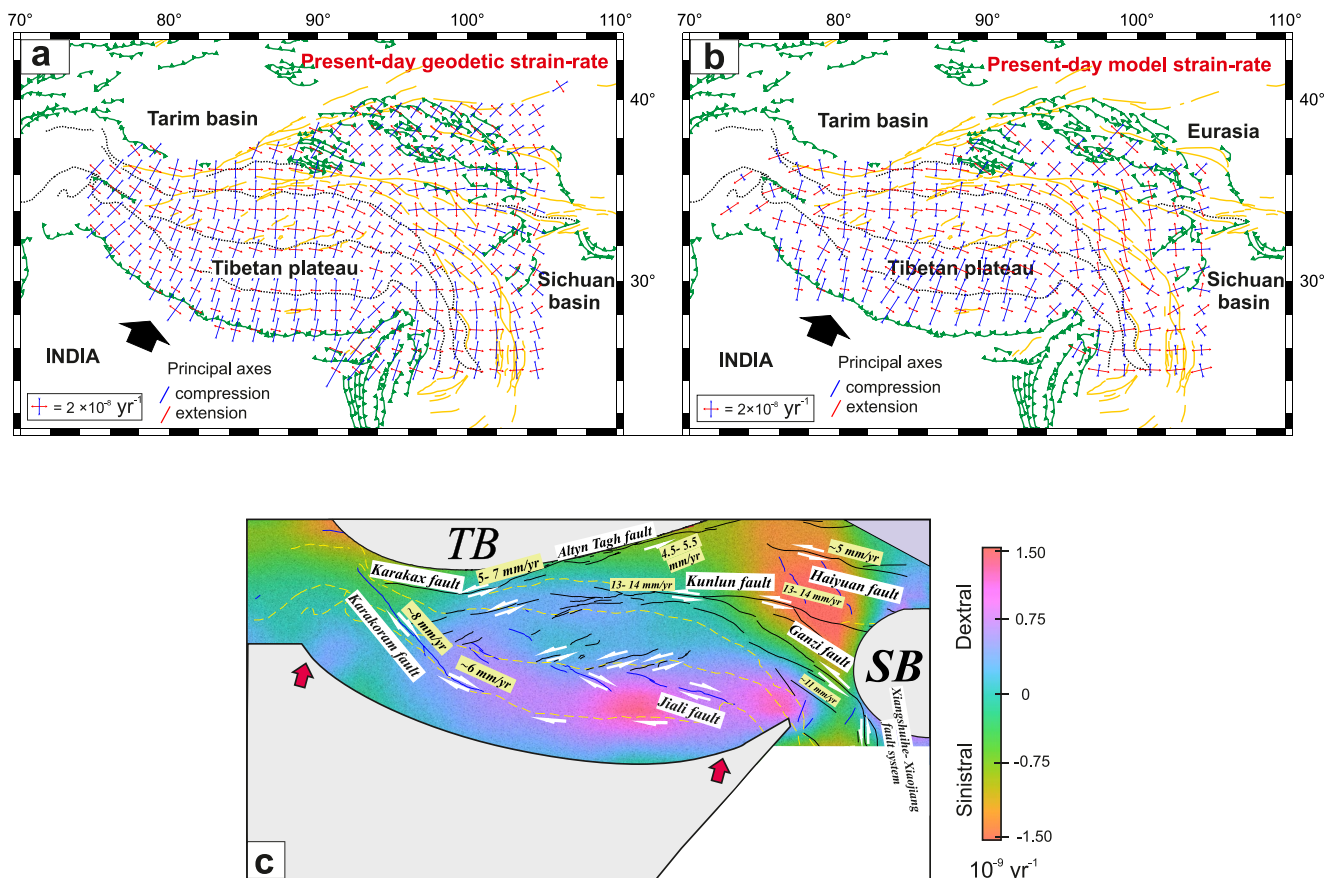 70° 80° 90° 100° 110°
a
Present-day geodetic strain-rate
40°
Tarim basin
Tibetan plateau
30°
Sichuan
basin
INDIA
Principal axes
compression
extension
= 2 ×10⁻⁸ yr⁻¹
70° 80° 90° 100° 110°
b
Present-day model strain-rate
40°
Tarim basin
Eurasia
Tibetan plateau
30°
Sichuan
basin
INDIA
Principal axes
compression
extension
= 2×10⁻⁸ yr⁻¹
TB
Altyn Tagh fault
4.5- 5.5
mm/yr
~5 mm/yr
Karakax fault
5- 7 mm/yr
13- 14 mm/yr
Kunlun fault
Haiyuan fault
13- 14 mm/yr
Karakoram fault
~8 mm/yr
Ganzi fault
SB
~6 mm/yr
~11 mm/yr
Jiali fault
Xiangshuihe- Xiaojiang
fault system
c
1.50
0.75
0
-0.75
-1.50
Dextral
Sinistral
10⁻⁹ yr⁻¹